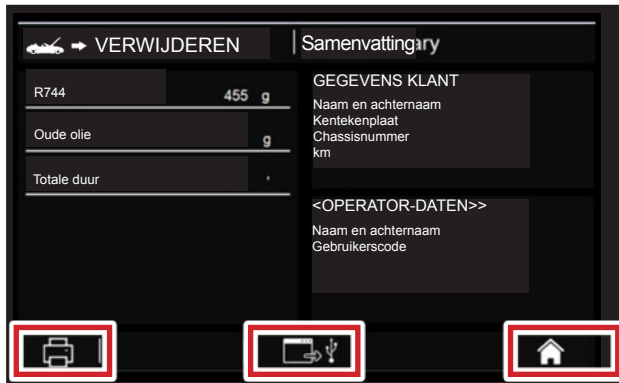 VERWIJDEREN
Samenvattingary
R744 455 g
Oude olie g
Totale duur '
GEGEVENS KLANT
Naam en achternaam
Kentekenplaat
Chassisnummer
km
<OPERATOR-DATEN>>
Naam en achternaam
Gebruikerscode